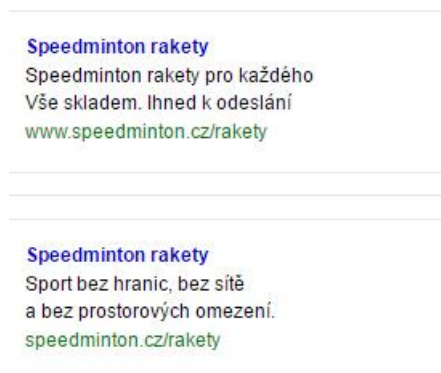 Speedminton rakety
Speedminton rakety pro každého
Vše skladem. Ihned k odeslání
www.speedminton.cz/rakety
Speedminton rakety
Sport bez hranic, bez sítě
a bez prostorových omezení.
speedminton.cz/rakety